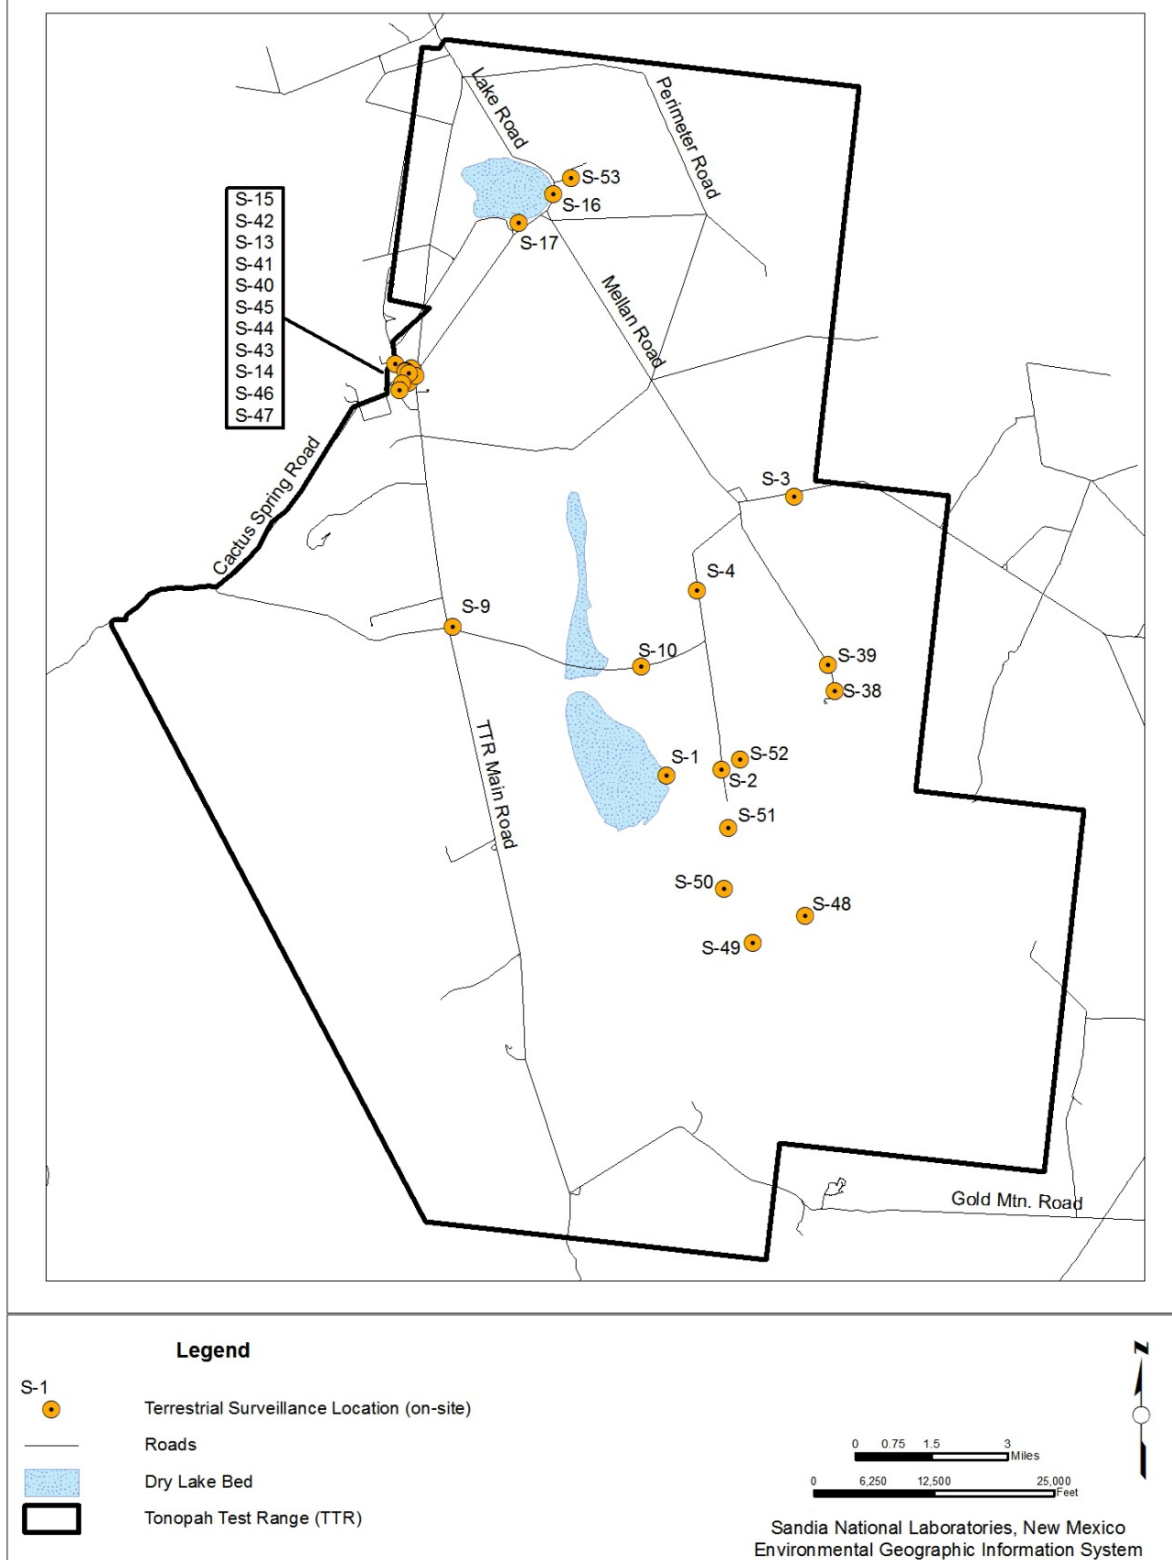 Lake Road
Perimeter Road
S-53
S-16
S-17
S-15
S-42
S-13
S-41
S-40
S-45
S-44
S-43
S-14
S-46
S-47
Mellan Road
Cactus Spring Road
S-3
S-4
S-9
S-10
S-39
S-38
TTR Main Road
S-52
S-1
S-2
S-51
S-50
S-48
S-49
Gold Mtn. Road
Legend
S-1
Terrestrial Surveillance Location (on-site)
Roads
Dry Lake Bed
Tonopah Test Range (TTR)
N
0 0.75 1.5 3
Miles
0 6,250 12,500 25,000
Feet
Sandia National Laboratories, New Mexico
Environmental Geographic Information System